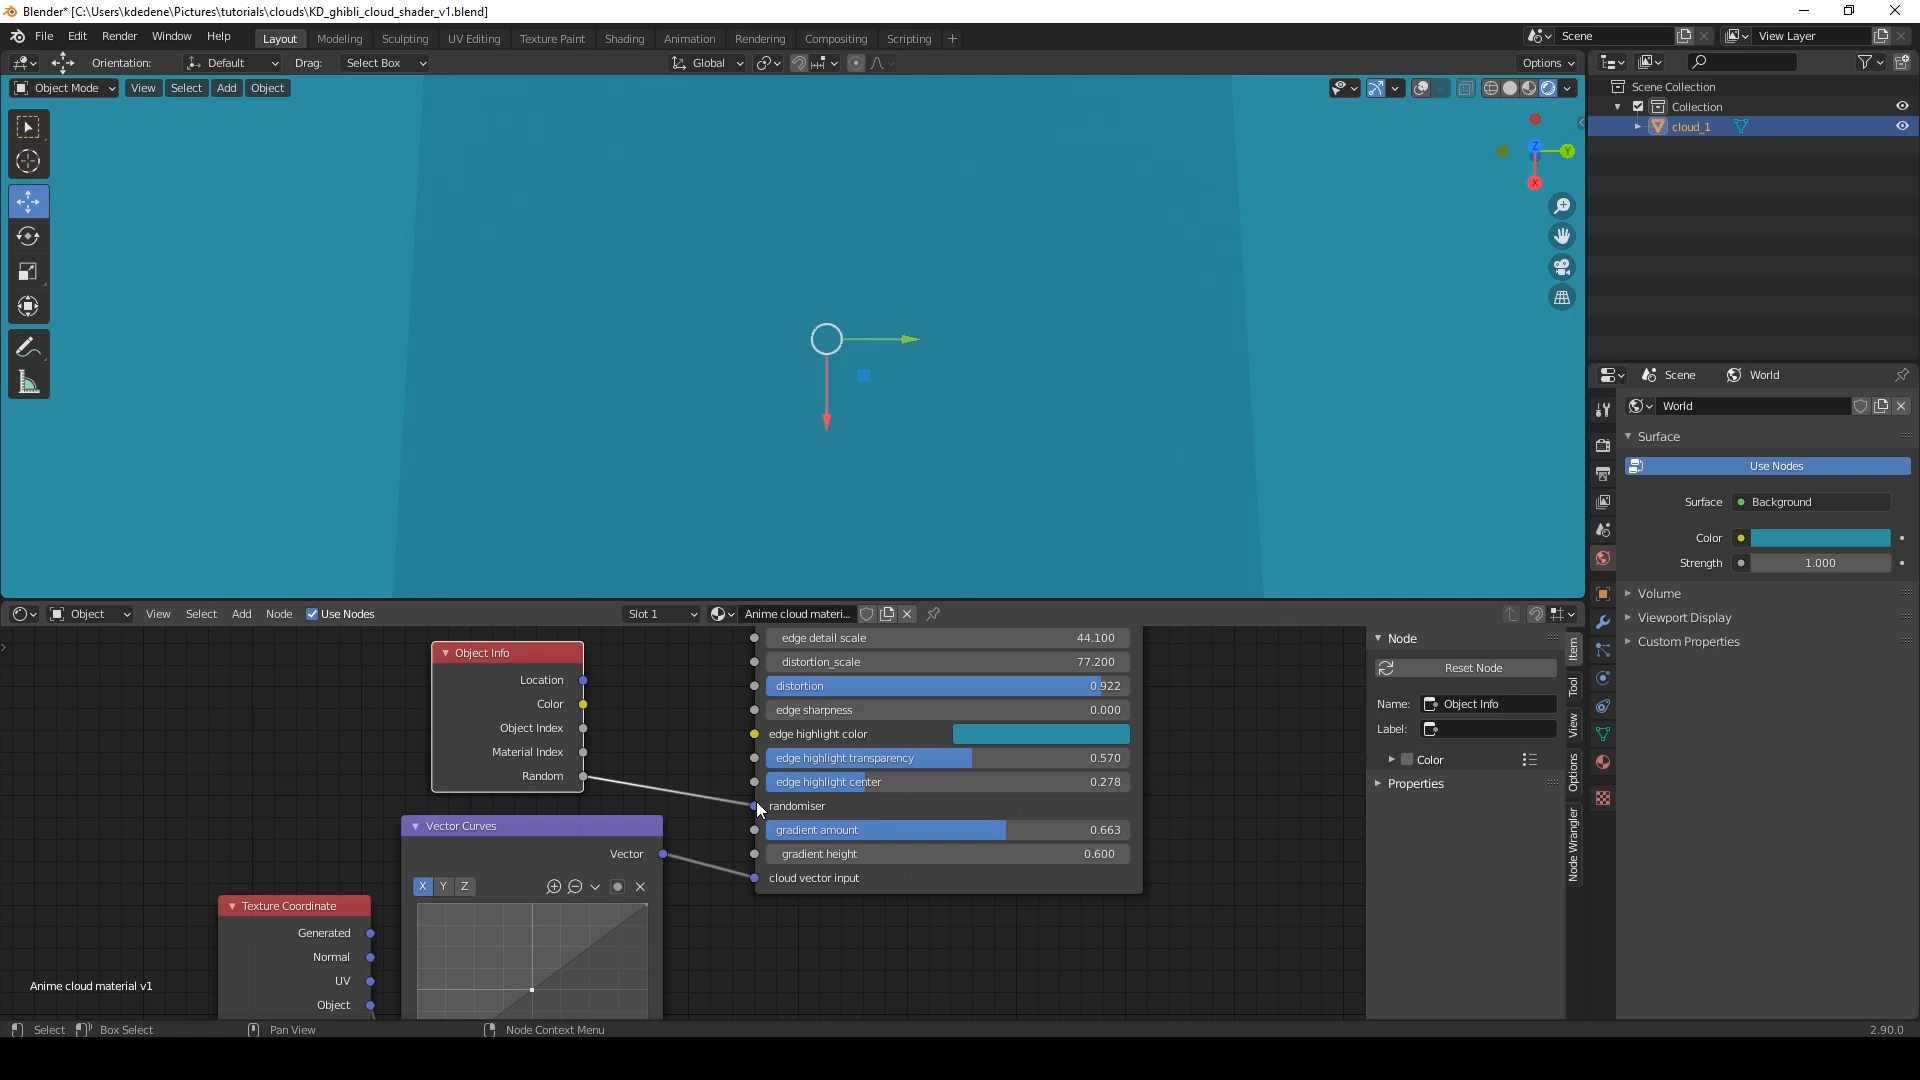 Blender* [C:\Users\kdedene\Pictures\tutorials\clouds\KD_ghibli_cloud_shader_v1.blend]
File Edit Render Window Help Layout Modeling Sculpting UV Editing Texture Paint Shading Animation Rendering Compositing Scripting + Scene View Layer
Orientation: Default Drag: Select Box Global Options
Object Mode View Select Add Object
Scene Collection
Collection
cloud_1
Z Y
X
Scene World
World
Surface
Use Nodes
Surface Background
Color
Strength 1.000
Volume
Viewport Display
Custom Properties
Object View Select Add Node Use Nodes Slot 1 Anime cloud materi...
Object Info
Location
Color
Object Index
Material Index
Random
edge detail scale 44.100
distortion_scale 77.200
distortion 0.922
edge sharpness 0.000
edge highlight color
edge highlight transparency 0.570
edge highlight center 0.278
randomiser
gradient amount 0.663
gradient height 0.600
cloud vector input
Vector Curves
Vector
X Y Z
Texture Coordinate
Generated
Normal
UV
Object
Anime cloud material v1
Node
Reset Node
Name: Object Info
Label:
Color
Properties
Item
Tool
View
Options
Node Wrangler
Select Box Select Pan View Node Context Menu 2.90.0